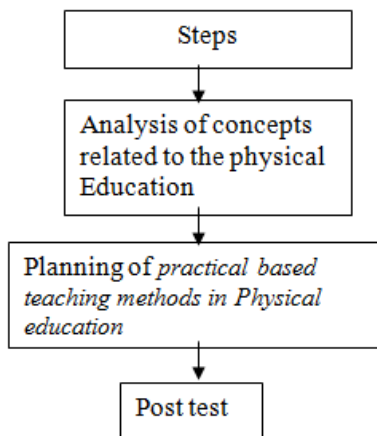 Steps
Analysis of concepts
related to the physical
Education
Planning of practical based
teaching methods in Physical
education
Post test